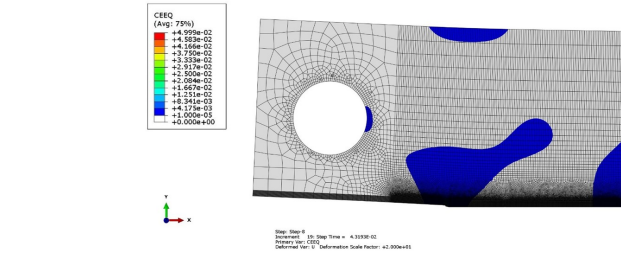 CEEQ
(Avg: 75%)
+4.999e-02
+4.583e-02
+4.166e-02
+3.750e-02
+3.333e-02
+2.917e-02
+2.500e-02
+2.084e-02
+1.667e-02
+1.251e-02
+8.341e-03
+4.175e-03
+1.000e-05
+0.000e+00
Y
X
Step: Step-6
Increment 19: Step Time = 4.3193E-02
Primary Var: CEEQ
Deformed Var: U Deformation Scale Factor: +2.000e+01